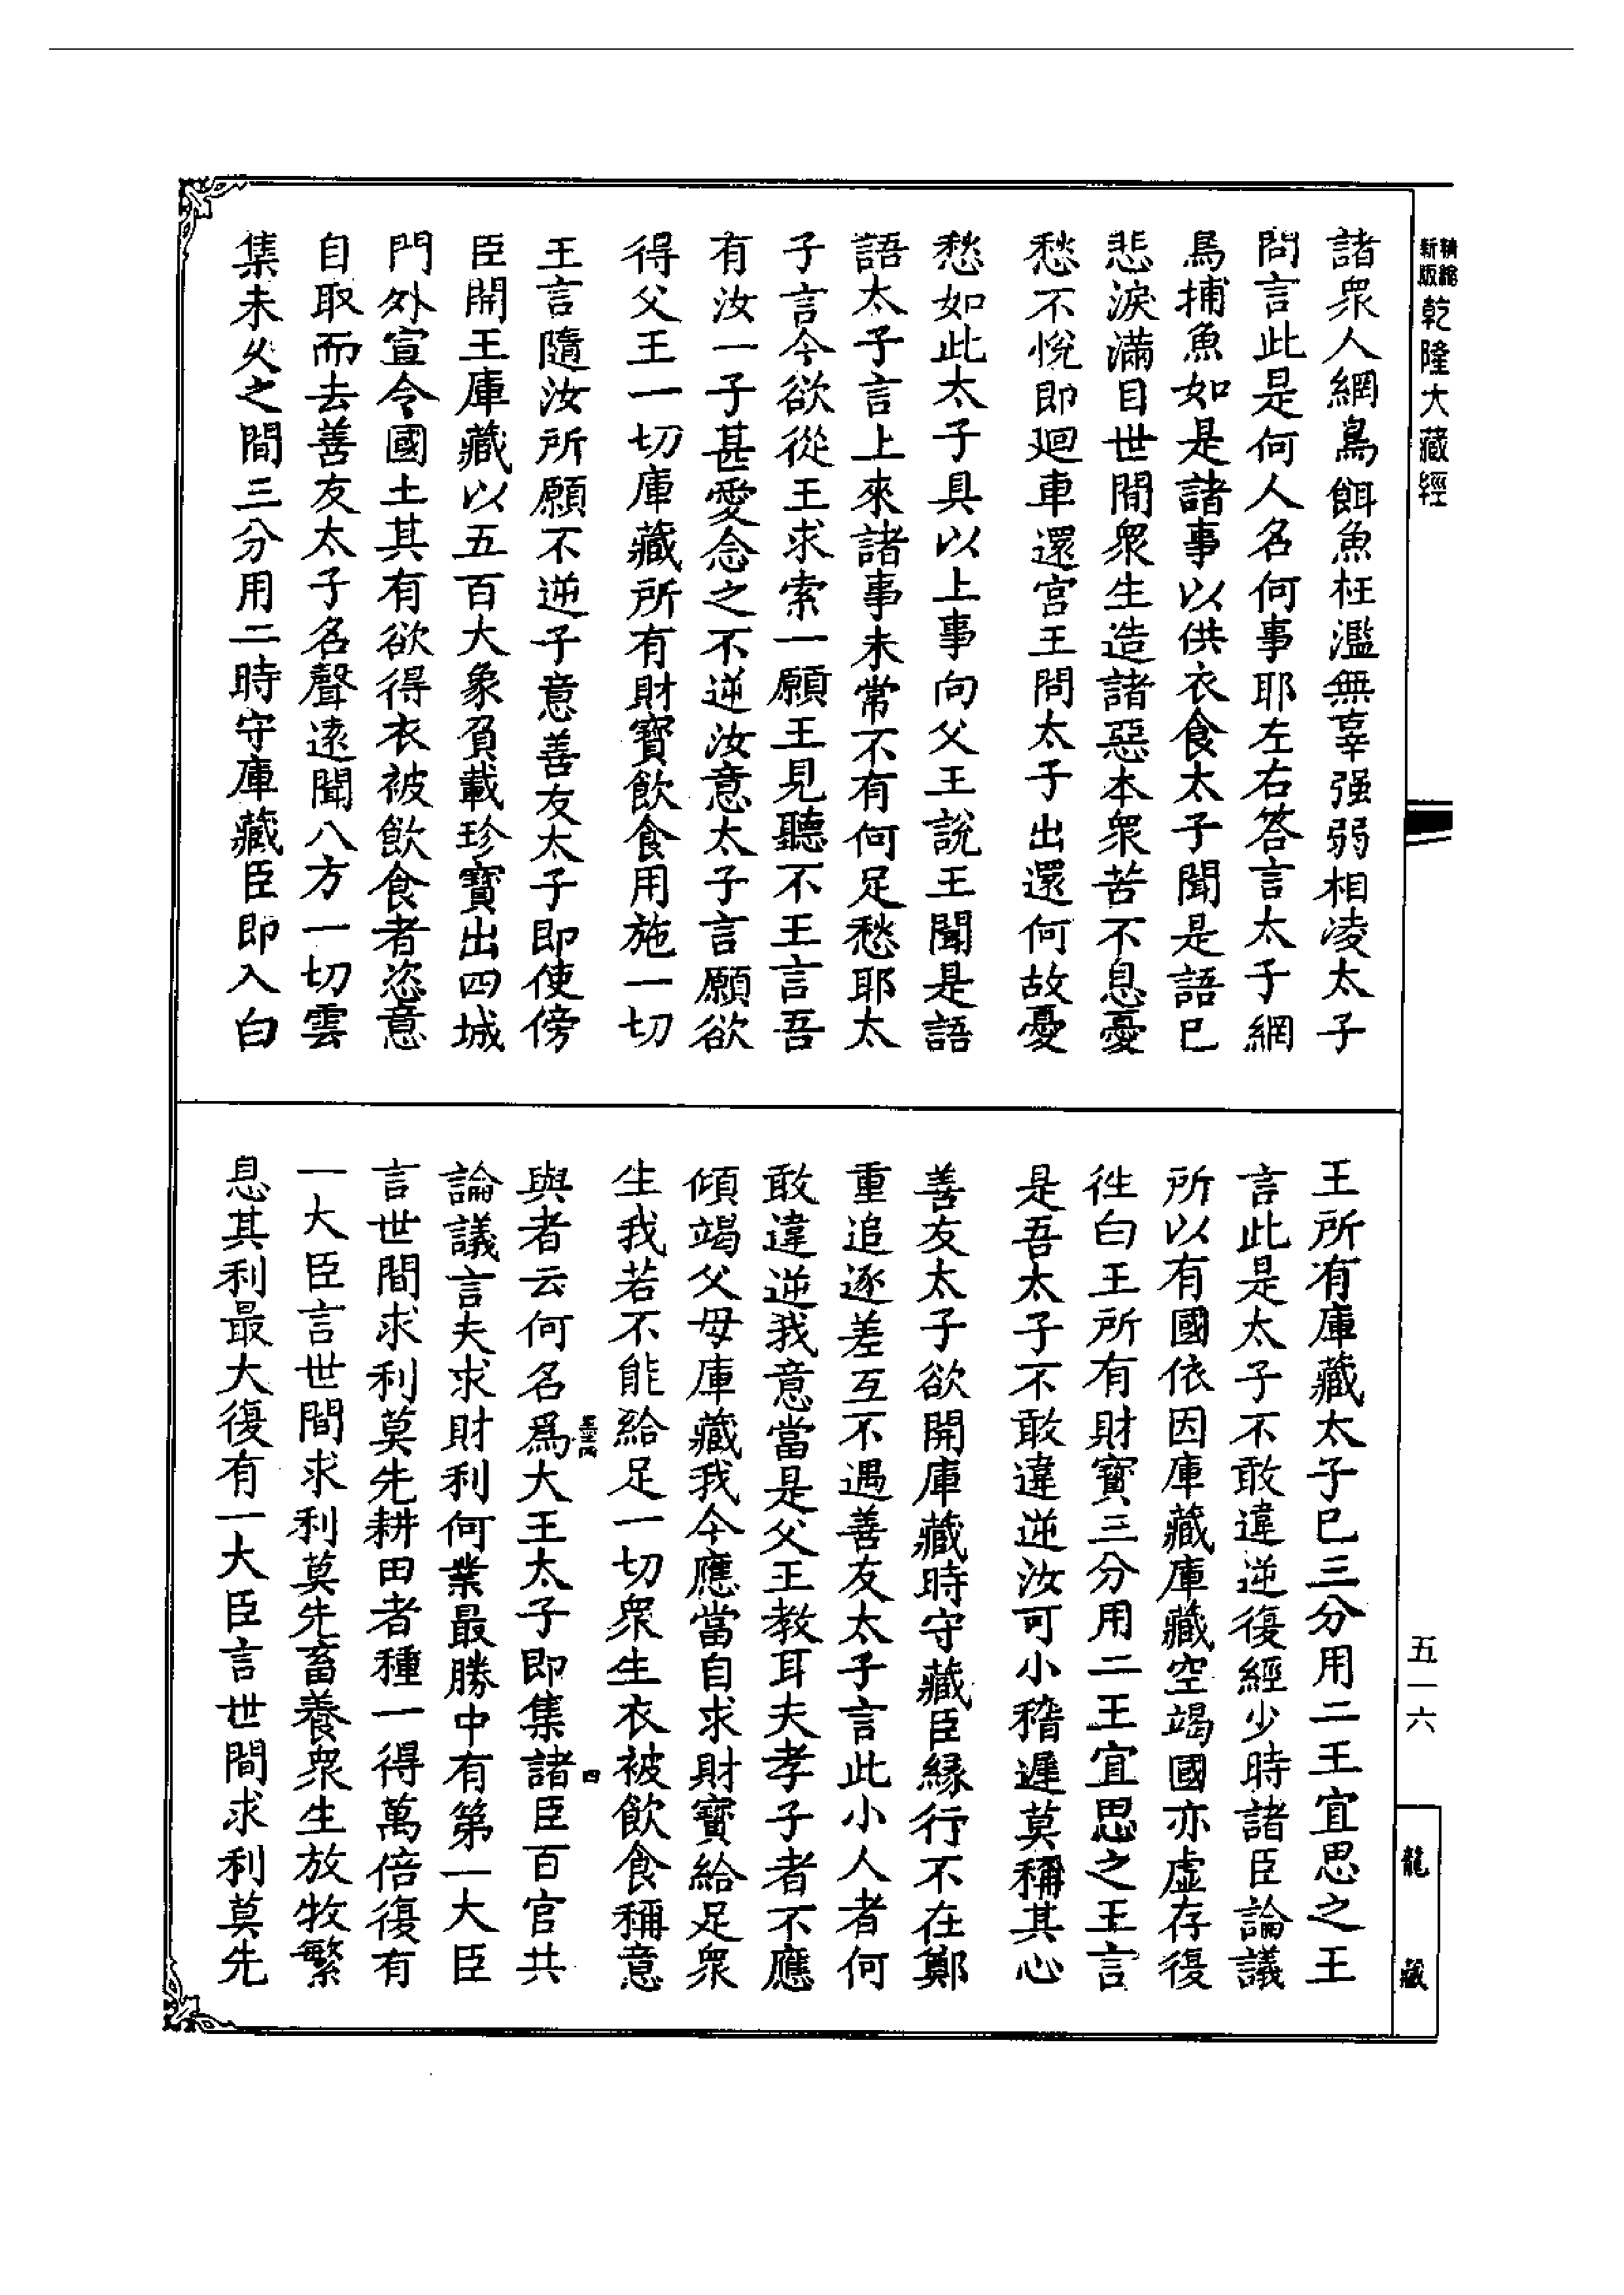 精縮
新版
乾隆大藏經
諸衆人網鳥餌魚枉濫無辜强弱相凌太子
問言此是何人名何事耶左右答言太子網
鳥捕魚如是諸事以供衣食太子聞是語已
悲淚滿目世間衆生造諸惡本衆苦不息憂
愁不悅即迴車還宮王問太子出還何故憂
愁如此太子具以上事向父王說王聞是語
語太子言上來諸事未常不有何足愁耶太
子言今欲從王求索一願王見聽不王言吾
有汝一子甚愛念之不逆汝意太子言願欲
得父王一切庫藏所有財寶飲食用施一切
王言隨汝所願不逆子意善友太子即使傍
臣開王庫藏以五百大象負載珍寶出四城
門外宣令國土其有欲得衣被飲食者恣意
自取而去善友太子名聲遠聞八方一切雲
集未久之間三分用二時守庫藏臣即入白
王所有庫藏太子已三分用二王宜思之王
言此是太子不敢違逆復經少時諸臣論議
所以有國依因庫藏庫藏空竭國亦虛存復
徃白王所有財寶三分用二王宜思之王言
是吾太子不敢違逆汝可小稽遲莫稱其心
善友太子欲開庫藏時守藏臣緣行不在鄭
重追逐差互不遇善友太子言此小人者何
敢違逆我意當是父王教耳夫孝子者不應
傾竭父母庫藏我今應當自求財寶給足衆
生我若不能給足一切衆生衣被飲食稱意
與者云何名爲大王太子即集諸臣百官共
論議言夫求財利何業最勝中有第一大臣
言世間求利莫先耕田者種一得萬倍復有
一大臣言世間求利莫先畜養衆生放牧繁
息其利最大復有一大臣言世間求利莫先
四
五一六
龍藏